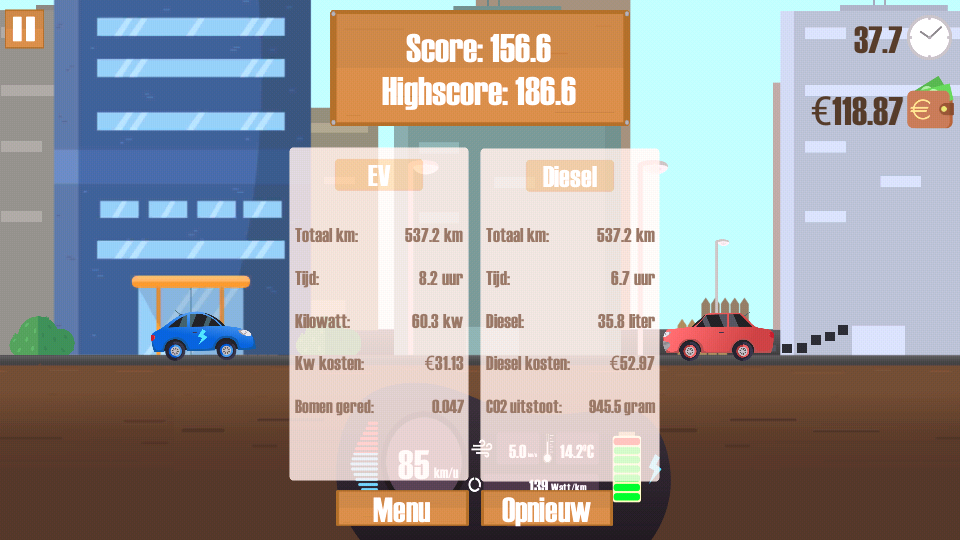 Score: 156.6
Highscore: 186.6
37.7
€118.87
EV
Totaal km: 537.2 km
Tijd: 8.2 uur
Kilowatt: 60.3 kw
Kw kosten: €31.13
Bomen gered: 0.047
Diesel
Totaal km: 537.2 km
Tijd: 6.7 uur
Diesel: 35.8 liter
Diesel kosten: €52.97
CO2 uitstoot: 945.5 gram
85 km/u
5.0
14.2°C
139 Watt/km
Menu
Opnieuw